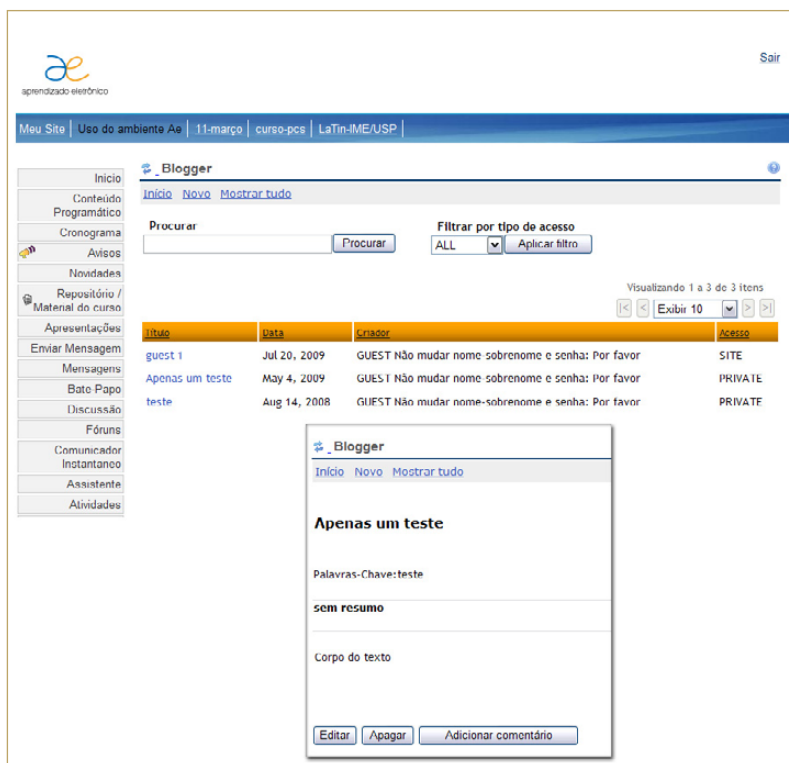 Sair
ae
aprendizado eletrônico
Meu Site | Uso do ambiente Ae | 11-março | curso-pcs | LaTin-IME/USP |
Inicio
Conteúdo
Programático
Cronograma
Avisos
Novidades
Repositório /
Material do curso
Apresentações
Enviar Mensagem
Mensagens
Bate-Papo
Discussão
Fóruns
Comunicador
Instantaneo
Assistente
Atividades
_ Blogger
Início Novo Mostrar tudo
Procurar Filtrar por tipo de acesso
Procurar ALL Aplicar filtro
Visualizando 1 a 3 de 3 itens
|< < Exibir 10 > >|
Título Data Criador Acesso
guest 1 Jul 20, 2009 GUEST Não mudar nome-sobrenome e senha: Por favor SITE
Apenas um teste May 4, 2009 GUEST Não mudar nome-sobrenome e senha: Por favor PRIVATE
teste Aug 14, 2008 GUEST Não mudar nome-sobrenome e senha: Por favor PRIVATE
_ Blogger
Início Novo Mostrar tudo
Apenas um teste
Palavras-Chave:teste
sem resumo
Corpo do texto
Editar Apagar Adicionar comentário